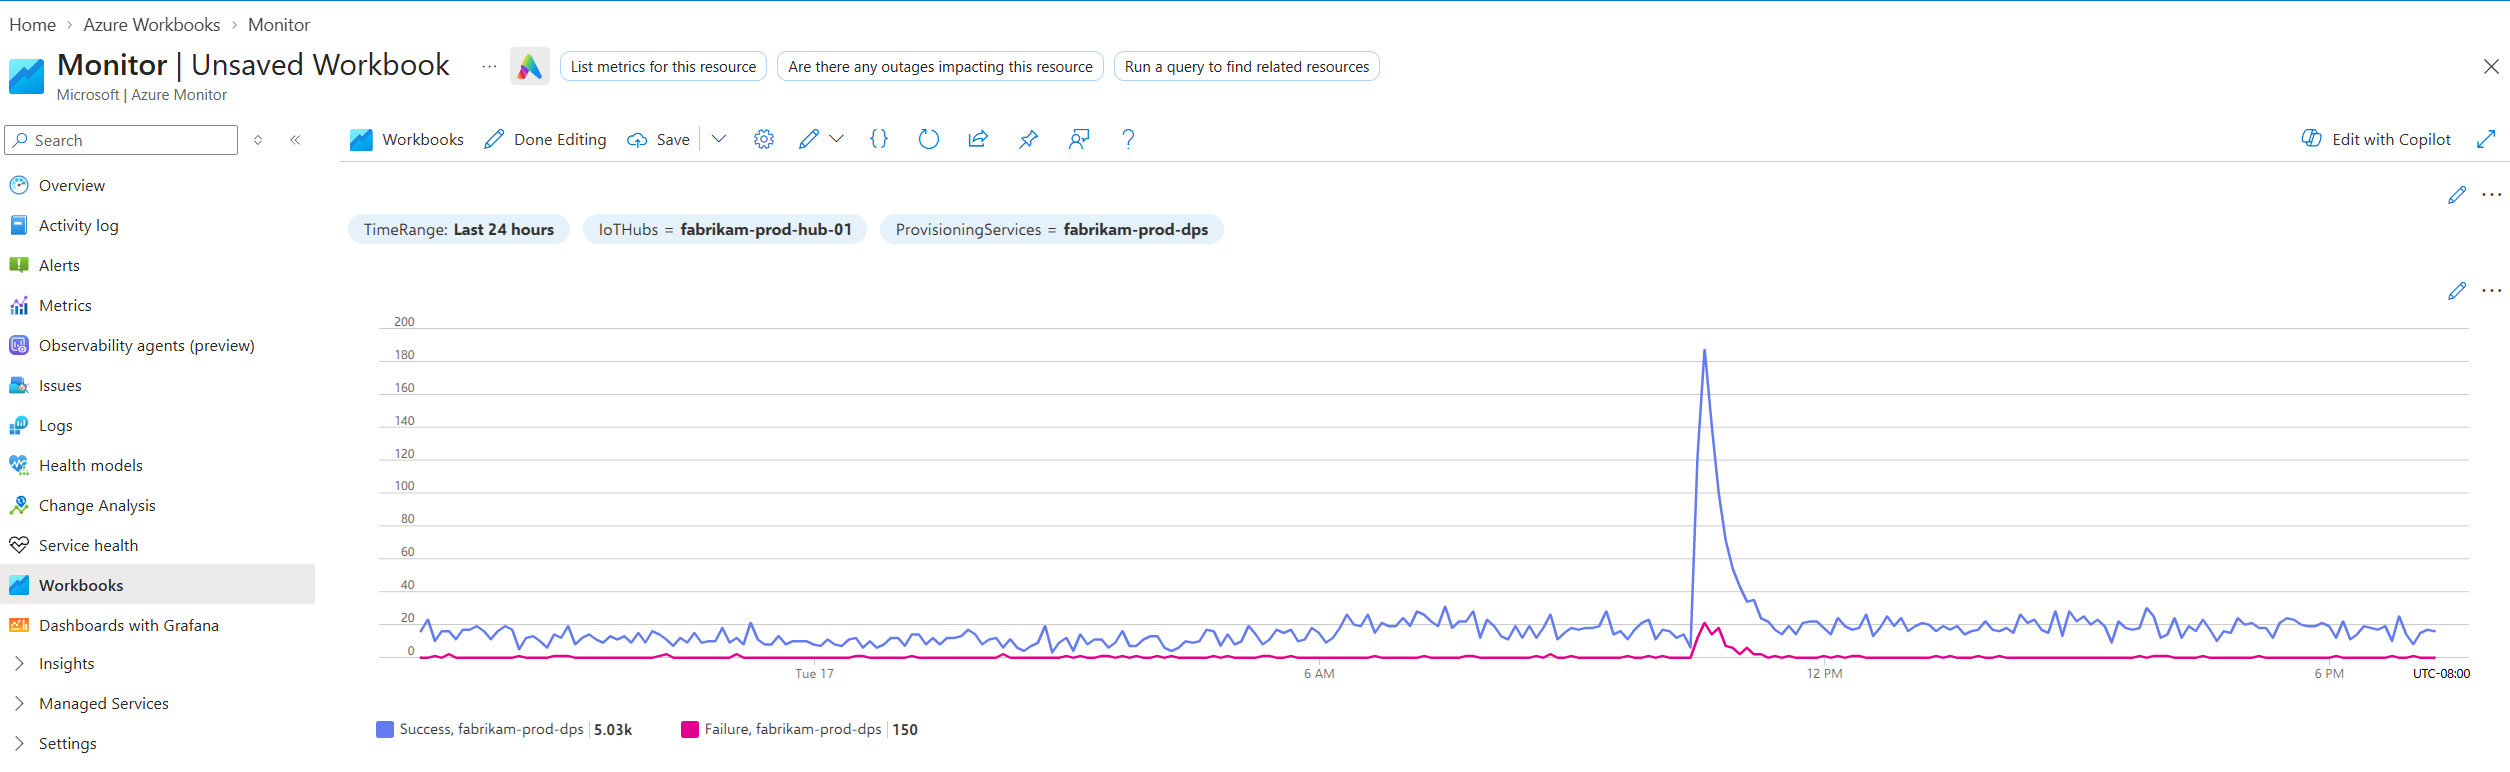 Home > Azure Workbooks > Monitor
Monitor | Unsaved Workbook ...
Microsoft | Azure Monitor
List metrics for this resource
Are there any outages impacting this resource
Run a query to find related resources
Search
Workbooks
Done Editing
Save
Edit with Copilot
Overview
Activity log
Alerts
Metrics
Observability agents (preview)
Issues
Logs
Health models
Change Analysis
Service health
Workbooks
Dashboards with Grafana
Insights
Managed Services
Settings
TimeRange: Last 24 hours
IoTHubs = fabrikam-prod-hub-01
ProvisioningServices = fabrikam-prod-dps
200
180
160
140
120
100
80
60
40
20
0
Tue 17
6 AM
12 PM
6 PM
UTC-08:00
Success, fabrikam-prod-dps | 5.03k
Failure, fabrikam-prod-dps | 150